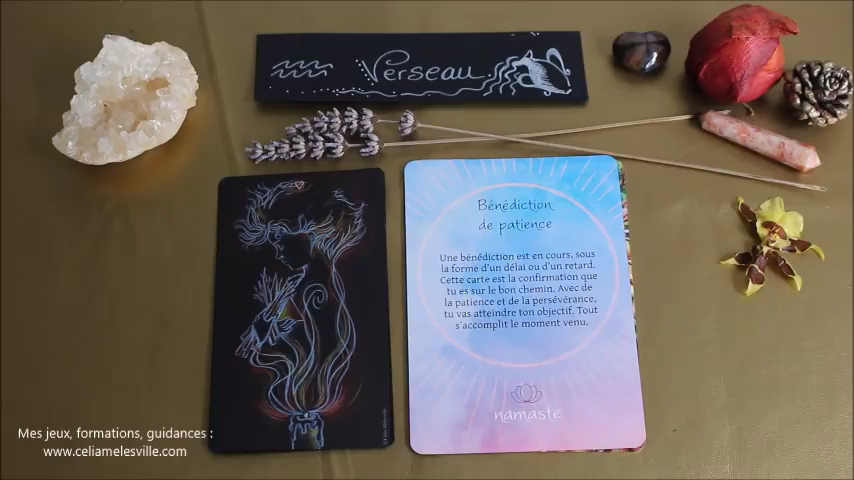 Verseau
Bénédiction
de patience
Une bénédiction est en cours, sous
la forme d'un délai ou d'un retard.
Cette carte est la confirmation que
tu es sur le bon chemin. Avec de
la patience et de la persévérance,
tu vas atteindre ton objectif. Tout
s'accomplit le moment venu.
namaste
Mes jeux, formations, guidances :
www.celiamelesville.com